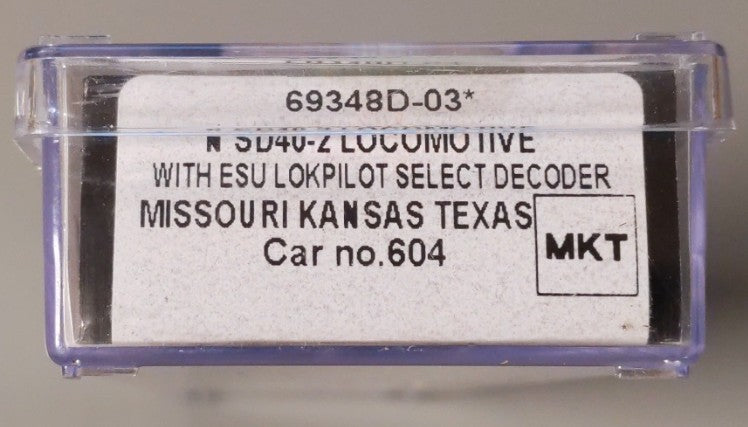 69348D-03*
N SD40-2 LOCOMOTIVE
WITH ESU LOKPILOT SELECT DECODER
MISSOURI KANSAS TEXAS
MKT
Car no.604